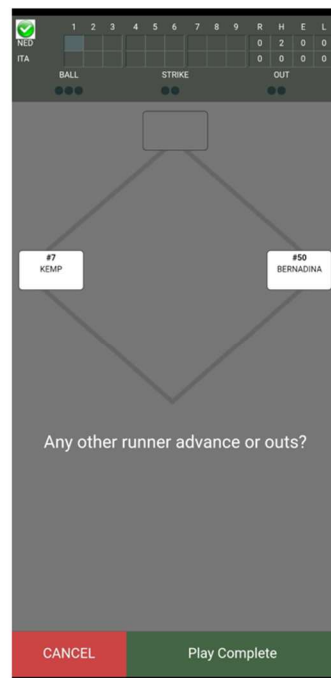 1 2 3 4 5 6 7 8 9 R H E L
NED 0 2 0 0
ITA 0 0 0 0
BALL STRIKE OUT
#7 #50
KEMP BERNADINA
Any other runner advance or outs?
CANCEL Play Complete